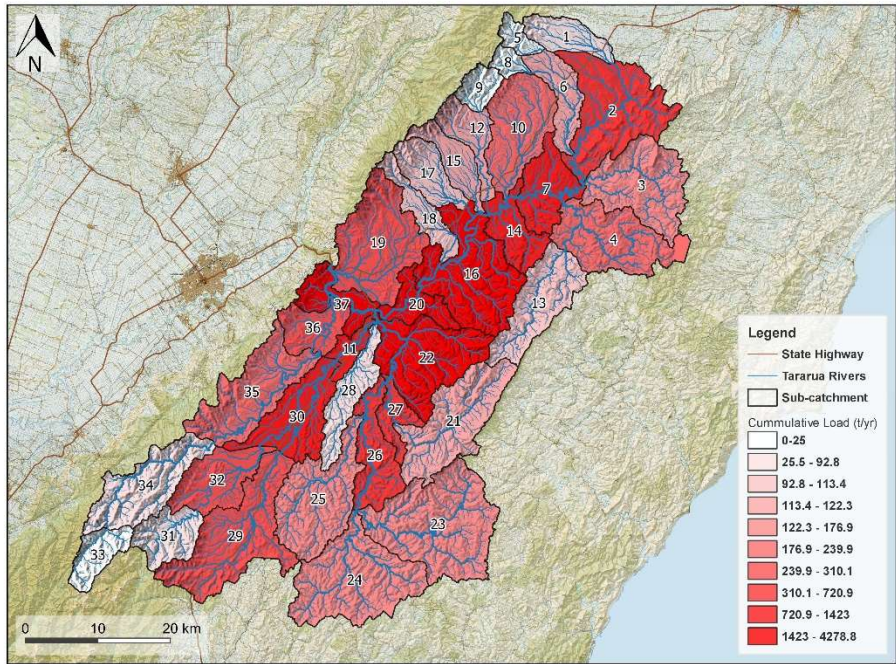 N
5
1
8
9
6
2
12
10
15
17
3
7
18
14
4
19
16
13
20
37
36
11
22
28
35
27
21
30
26
32
34
25
23
31
29
33
24
0 10 20 km
Legend
State Highway
Tararua Rivers
Sub-catchment
Cummulative Load (t/yr)
0-25
25.5 - 92.8
92.8 - 113.4
113.4 - 122.3
122.3 - 176.9
176.9 - 239.9
239.9 - 310.1
310.1 - 720.9
720.9 - 1423
1423 - 4278.8